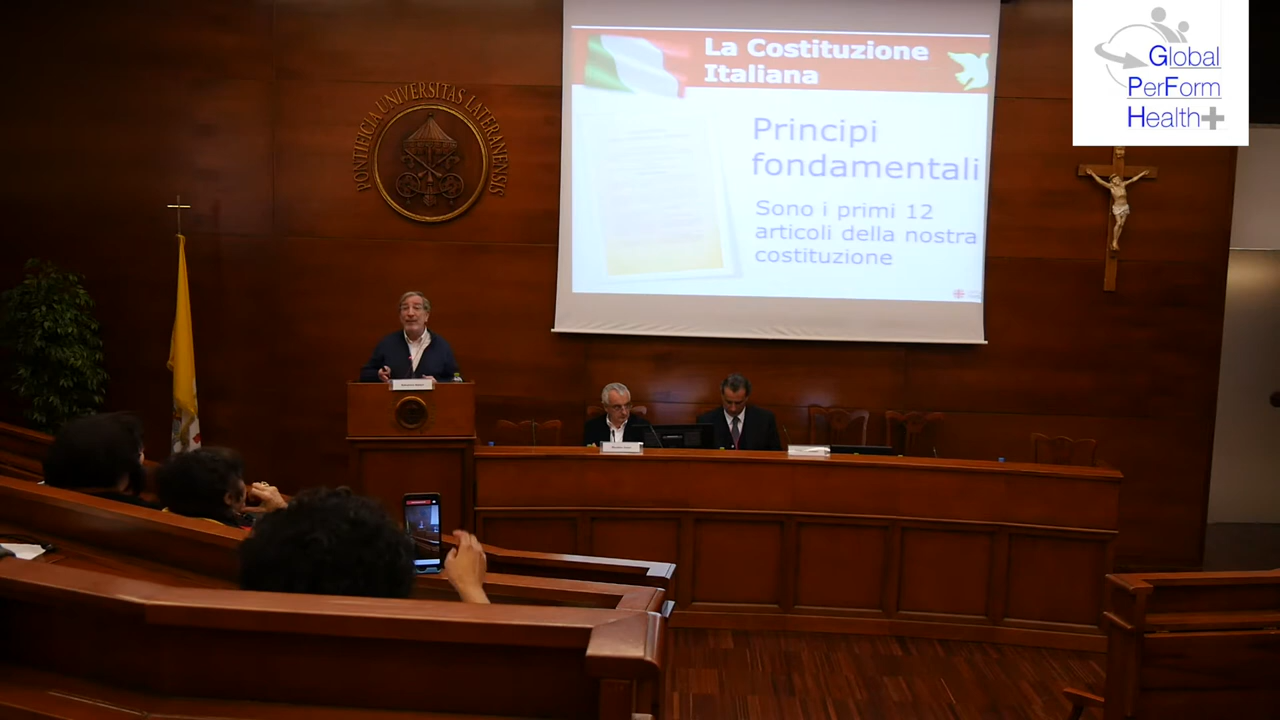 PONTIFICIA UNIVERSITAS LATERANENSIS
La Costituzione
Italiana
Principi
fondamentali
Sono i primi 12
articoli della nostra
costituzione
Global
PerForm
Health+